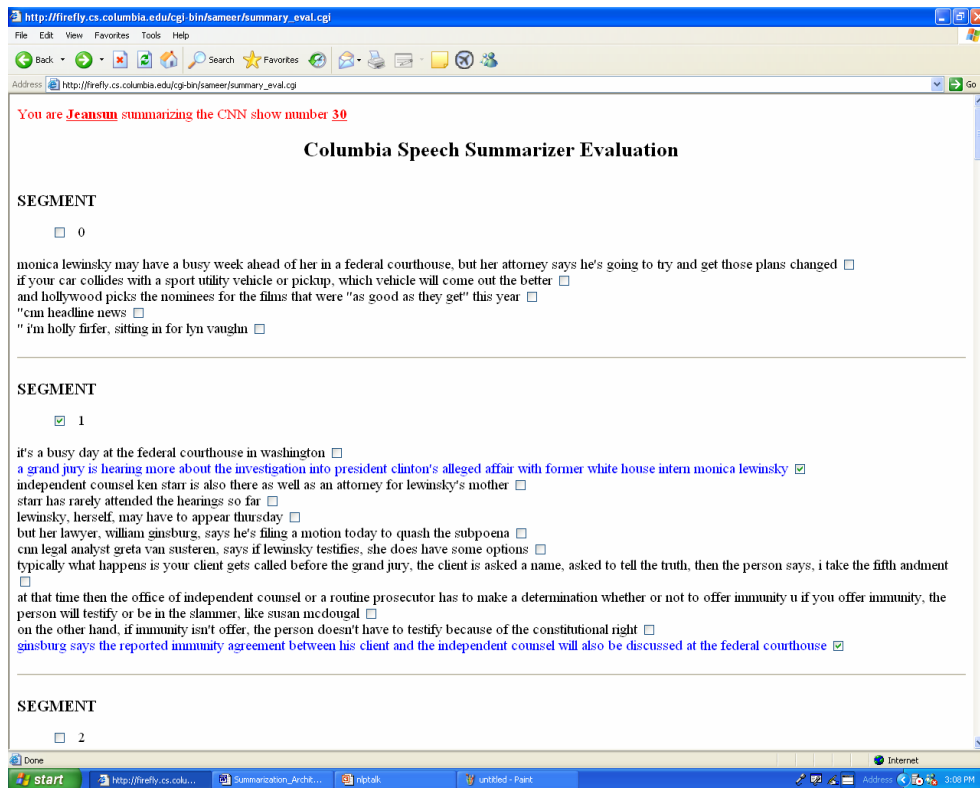 http://firefly.cs.columbia.edu/cgi-bin/sameer/summary_eval.cgi
File Edit View Favorites Tools Help
Back Search Favorites
Address http://firefly.cs.columbia.edu/cgi-bin/sameer/summary_eval.cgi Go
You are Jeansun summarizing the CNN show number 30
Columbia Speech Summarizer Evaluation
SEGMENT
0
monica lewinsky may have a busy week ahead of her in a federal courthouse, but her attorney says he's going to try and get those plans changed
if your car collides with a sport utility vehicle or pickup, which vehicle will come out the better
and hollywood picks the nominees for the films that were "as good as they get" this year
"cnn headline news
" i'm holly firfer, sitting in for lyn vaughn
SEGMENT
1
it's a busy day at the federal courthouse in washington
a grand jury is hearing more about the investigation into president clinton's alleged affair with former white house intern monica lewinsky
independent counsel ken starr is also there as well as an attorney for lewinsky's mother
starr has rarely attended the hearings so far
lewinsky, herself, may have to appear thursday
but her lawyer, william ginsburg, says he's filing a motion today to quash the subpoena
cnn legal analyst greta van susteren, says if lewinsky testifies, she does have some options
typically what happens is your client gets called before the grand jury, the client is asked a name, asked to tell the truth, then the person says, i take the fifth andment
at that time then the office of independent counsel or a routine prosecutor has to make a determination whether or not to offer immunity u if you offer immunity, the
person will testify or be in the slammer, like susan mcdougal
on the other hand, if immunity isn't offer, the person doesn't have to testify because of the constitutional right
ginsburg says the reported immunity agreement between his client and the independent counsel will also be discussed at the federal courthouse
SEGMENT
2
Done Internet
start http://firefly.cs.colu... Summarization_Archit... nlptalk untitled - Paint Address 3:08 PM